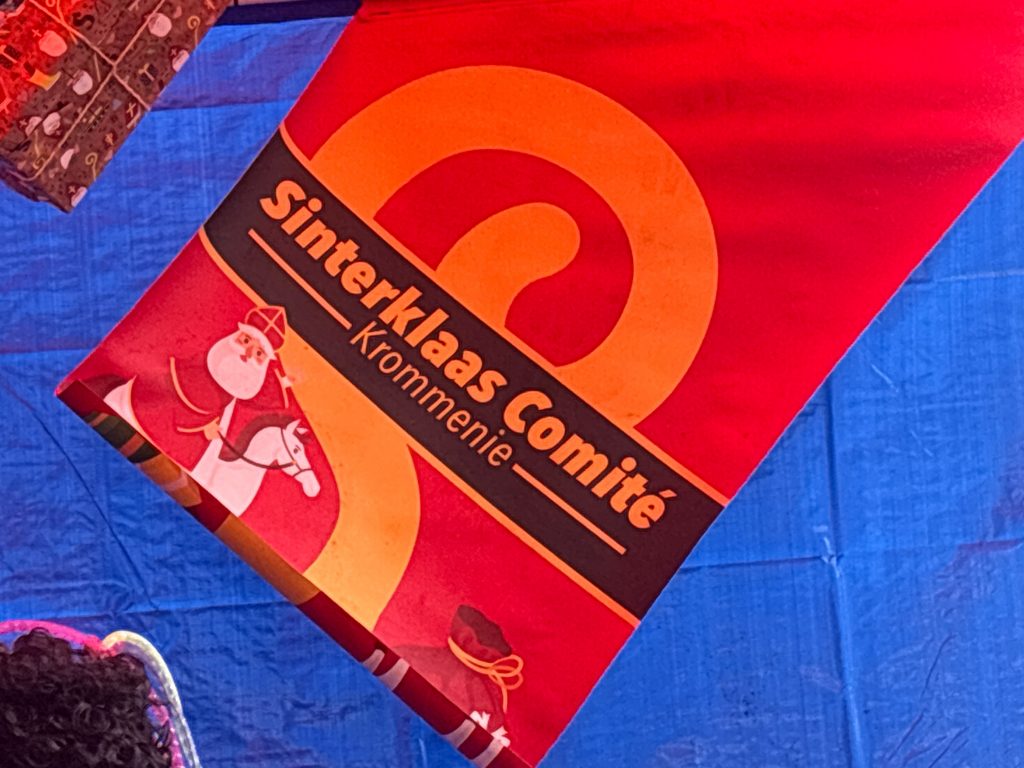 Sinterklaas Comité
Krommenie